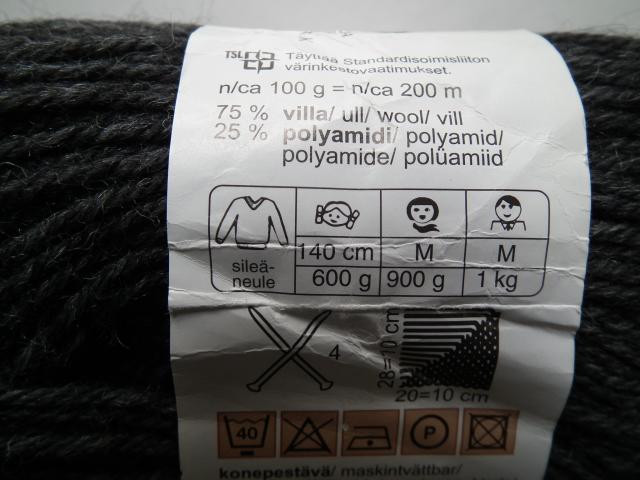 TSL Täyttää Standardisoimisliiton
värinkestovaatimukset.
n/ca 100 g = n/ca 200 m
75 % villa/ ull/ wool/ vill
25 % polyamidi/ polyamid/
polyamide/ polüamiid
140 cm M M
sileä-
neule 600 g 900 g 1 kg
4
28=10 cm
20=10 cm
40 P
konepestävä/ maskintvättbar/